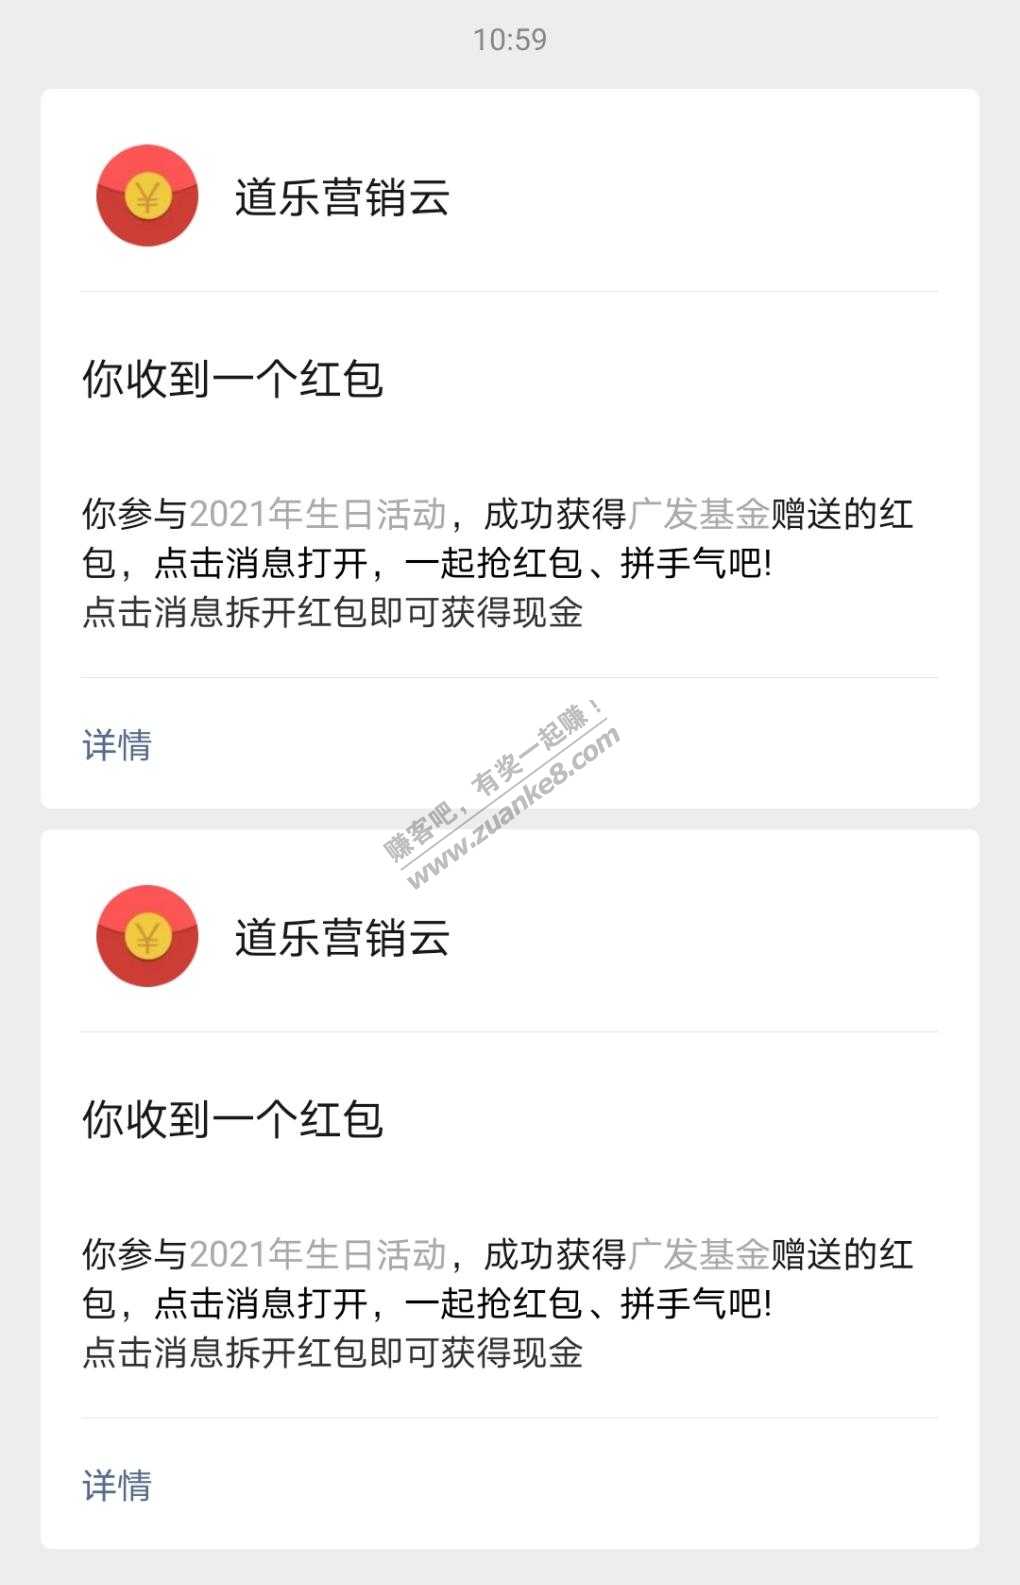 10:59
道乐营销云
你收到一个红包
你参与2021年生日活动，成功获得广发基金赠送的红
包，点击消息打开，一起抢红包、拼手气吧!
点击消息拆开红包即可获得现金
详情
赚客吧，有奖一起赚！
www.zuanke8.com
道乐营销云
你收到一个红包
你参与2021年生日活动，成功获得广发基金赠送的红
包，点击消息打开，一起抢红包、拼手气吧!
点击消息拆开红包即可获得现金
详情